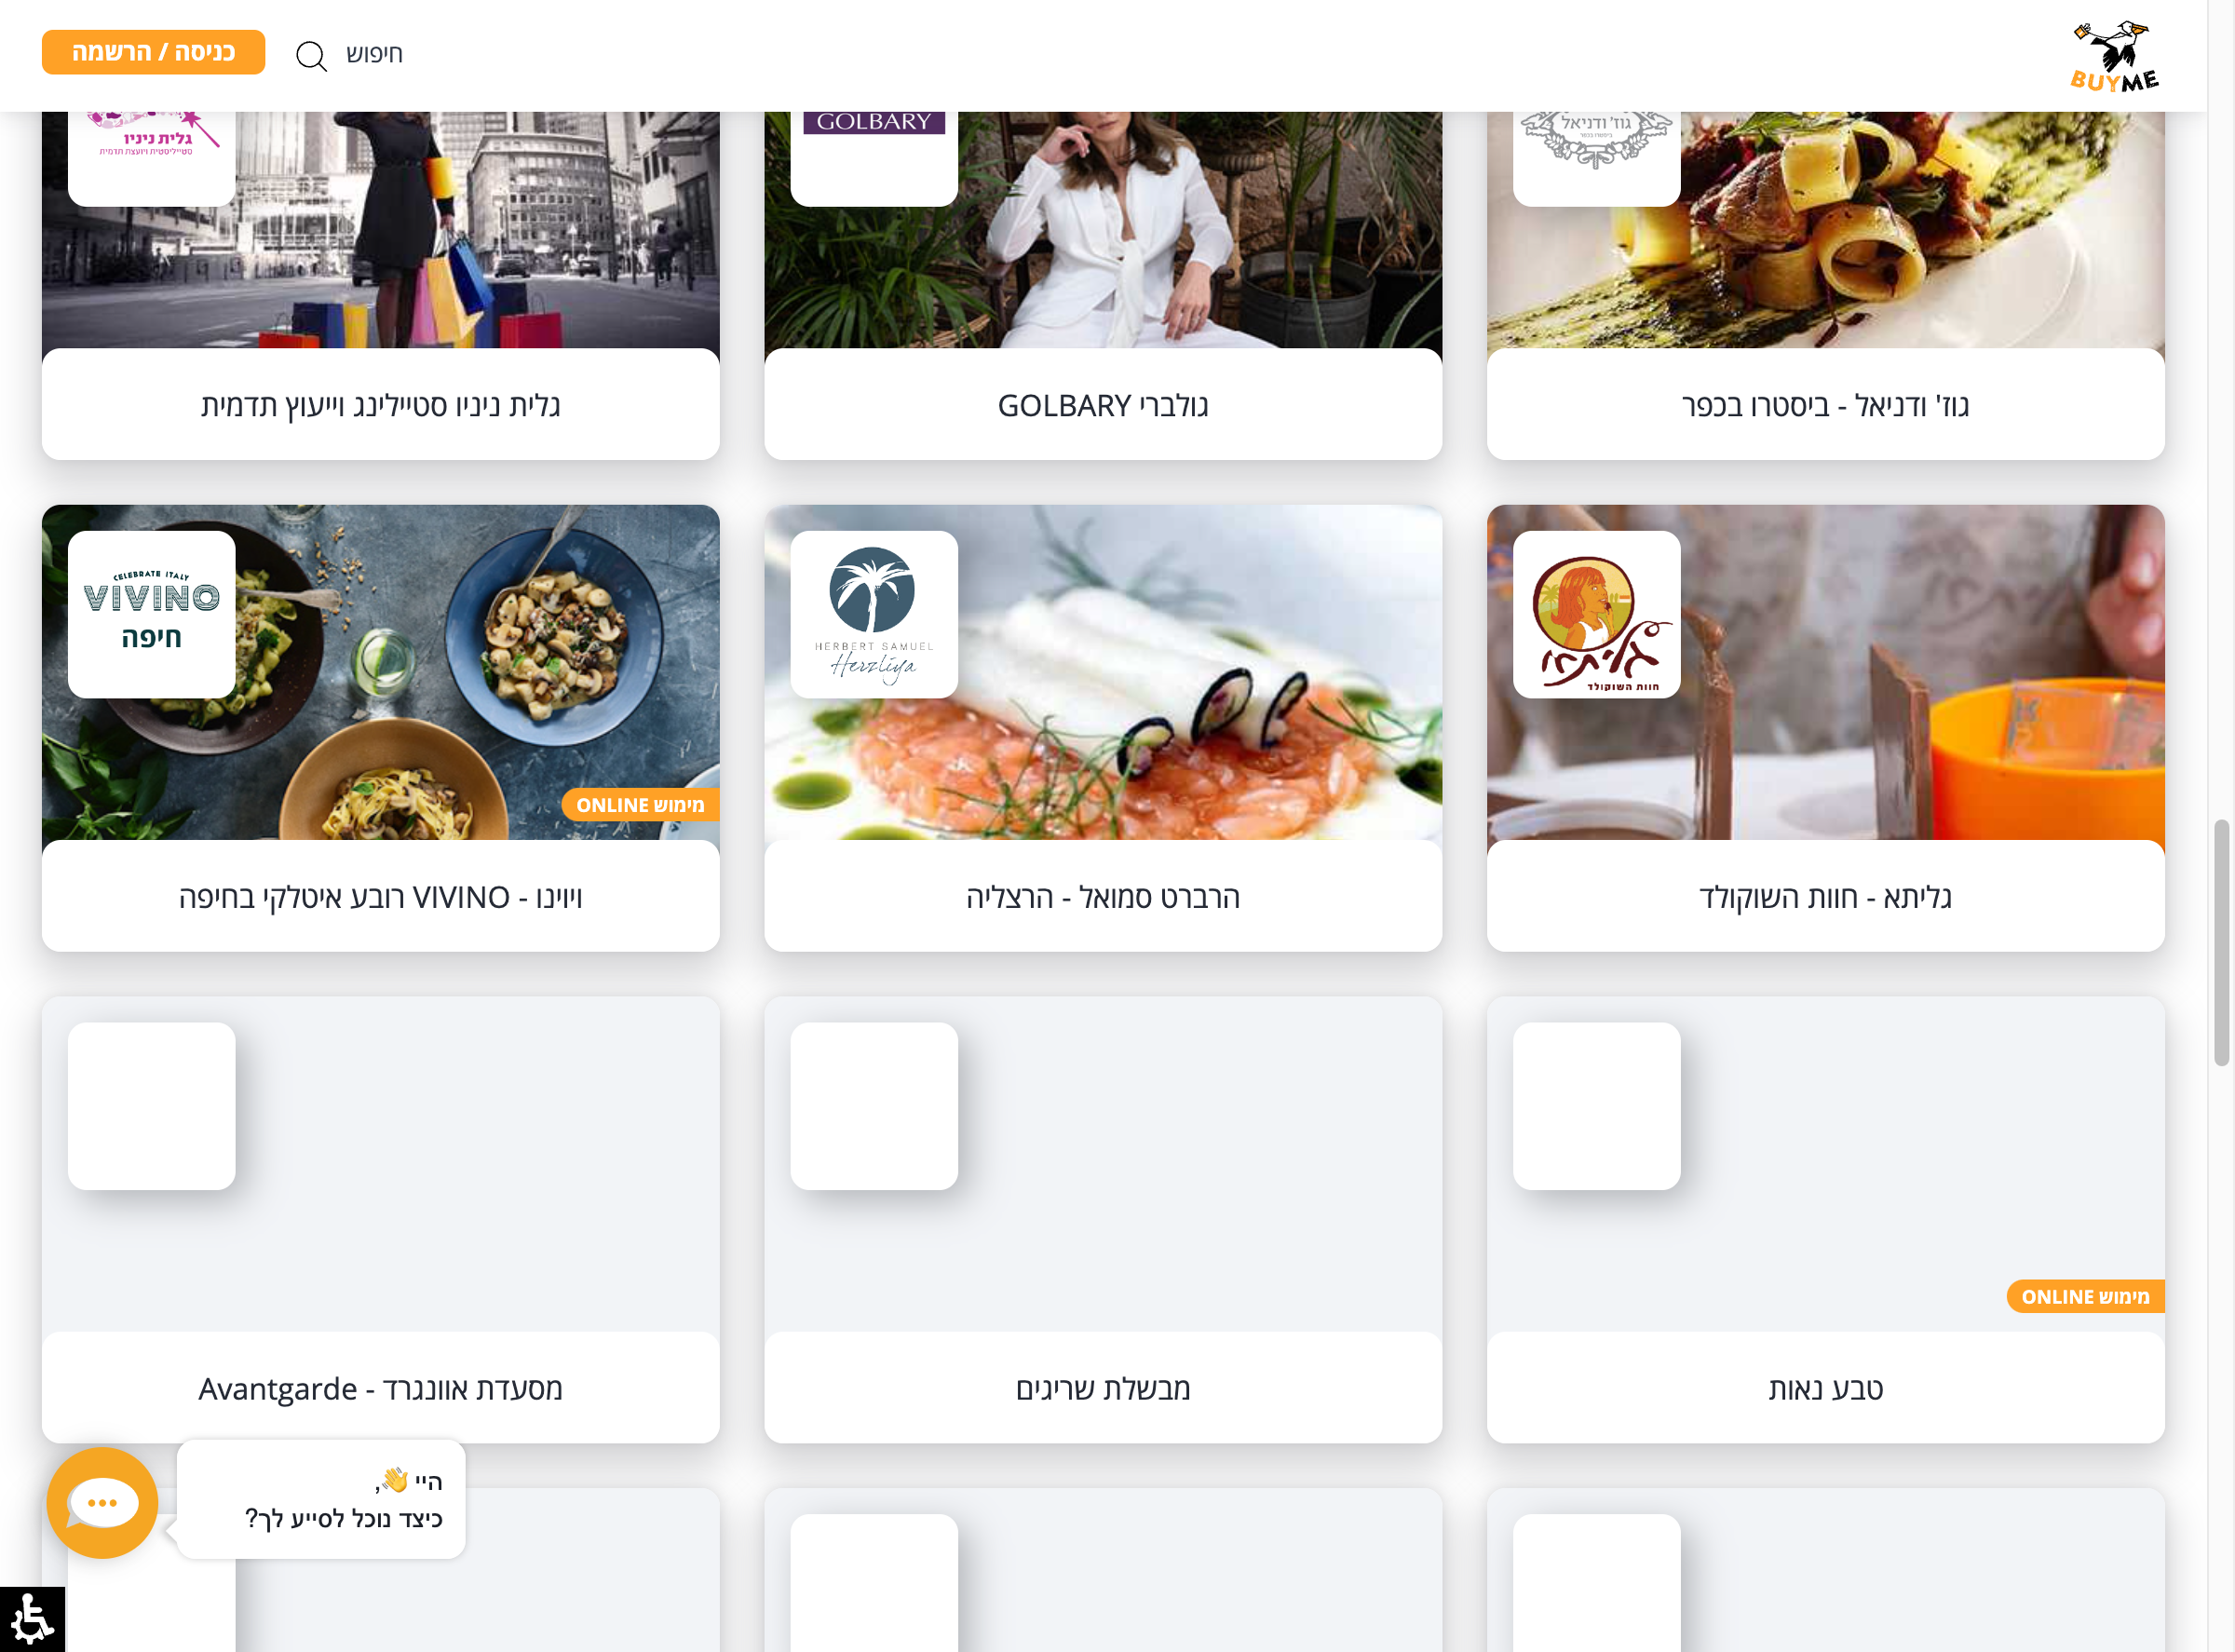 BUYME
חיפוש
כניסה / הרשמה
גוז' ודניאל
GOLBARY
גלית ניניו
סטייליסטית ויועצת תדמית
גוז' ודניאל - ביסטרו בכפר
גולברי GOLBARY
גלית ניניו סטיילינג וייעוץ תדמית
גליתא
חוות השוקולד
HERBERT SAMUEL
Herzliya
CELEBRATE ITALY
VIVINO
חיפה
מימוש ONLINE
גליתא - חוות השוקולד
הרברט סמואל - הרצליה
ויוינו - VIVINO רובע איטלקי בחיפה
מימוש ONLINE
טבע נאות
מבשלת שריגים
מסעדת אוונגרד - Avantgarde
היי 👋,
כיצד נוכל לסייע לך?